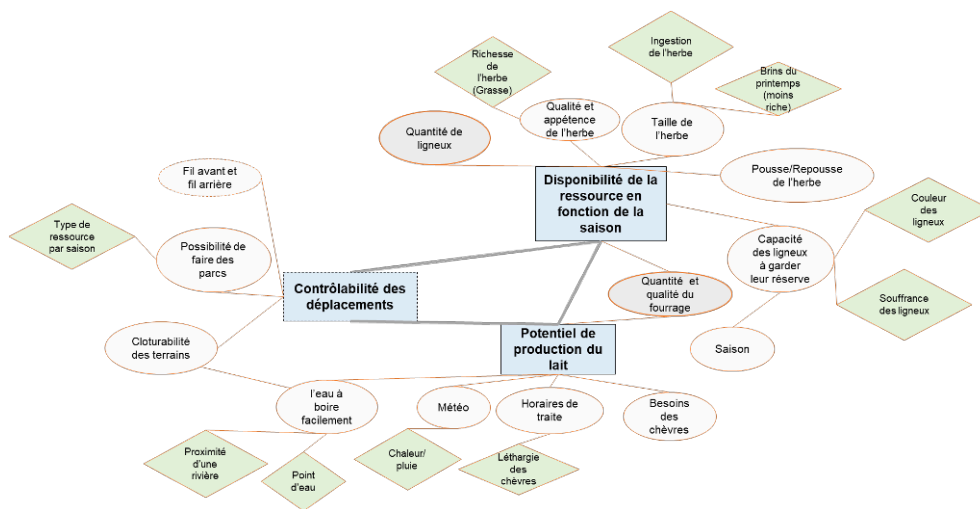 Ingestion
de l'herbe
Richesse
de
l'herbe
(Grasse)
Brins du
printemps
(moins
riche)
Qualité et
appétence
de l'herbe
Quantité de
ligneux
Taille de
l'herbe
Fil avant et
fil arrière
Disponibilité de la
ressource en
fonction de la
saison
Pousse/Repousse
de l'herbe
Couleur
des
ligneux
Type de
ressource
par saison
Possibilité de
faire des
parcs
Capacité
des ligneux
à garder
leur réserve
Contrôlabilité des
déplacements
Quantité et
qualité du
fourrage
Souffrance
des ligneux
Cloturabilité
des terrains
Potentiel de
production du
lait
Saison
l'eau à
boire
facilement
Météo
Horaires de
traite
Besoins
des
chèvres
Proximité
d'une
rivière
Point
d'eau
Chaleur/
pluie
Léthargie
des
chèvres